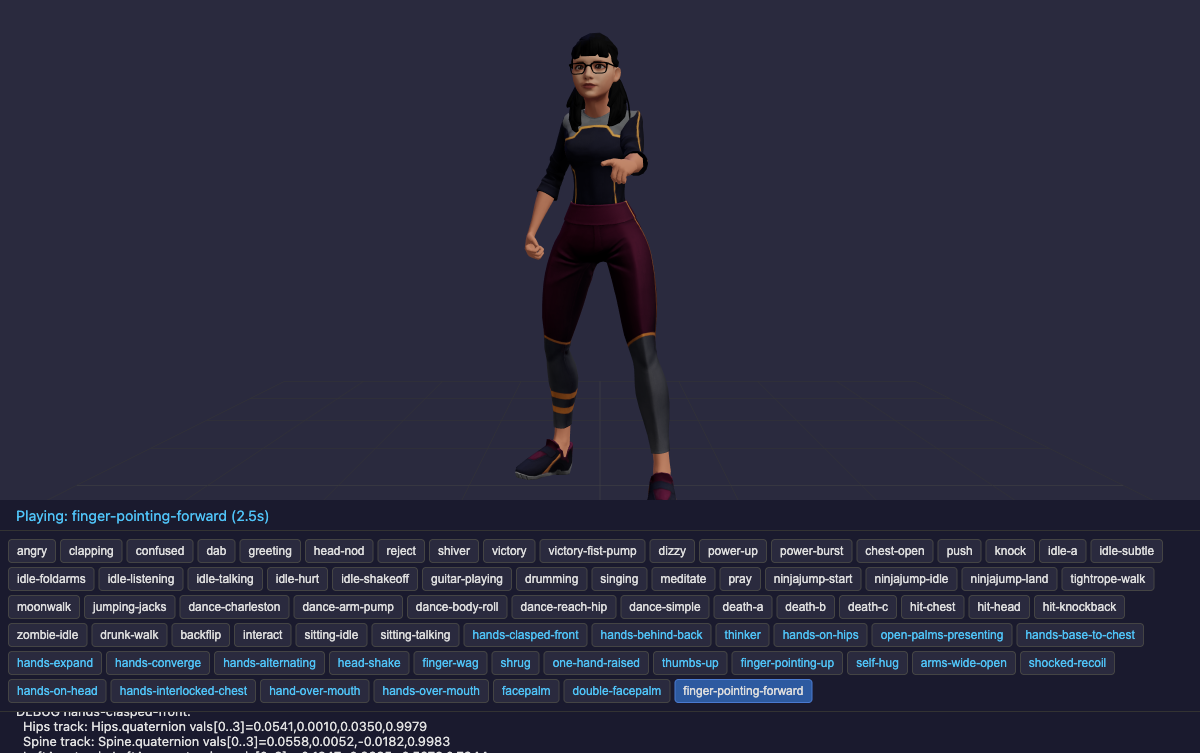 Playing: finger-pointing-forward (2.5s)
angry clapping confused dab greeting head-nod reject shiver victory victory-fist-pump dizzy power-up power-burst chest-open push knock idle-a idle-subtle
idle-foldarms idle-listening idle-talking idle-hurt idle-shakeoff guitar-playing drumming singing meditate pray ninjajump-start ninjajump-idle ninjajump-land tightrope-walk
moonwalk jumping-jacks dance-charleston dance-arm-pump dance-body-roll dance-reach-hip dance-simple death-a death-b death-c hit-chest hit-head hit-knockback
zombie-idle drunk-walk backflip interact sitting-idle sitting-talking hands-clasped-front hands-behind-back thinker hands-on-hips open-palms-presenting hands-base-to-chest
hands-expand hands-converge hands-alternating head-shake finger-wag shrug one-hand-raised thumbs-up finger-pointing-up self-hug arms-wide-open shocked-recoil
hands-on-head hands-interlocked-chest hand-over-mouth hands-over-mouth facepalm double-facepalm finger-pointing-forward
DEBUG hands-clasped-front:
Hips track: Hips.quaternion vals[0..3]=0.0541,0.0010,0.0350,0.9979
Spine track: Spine.quaternion vals[0..3]=0.0558,0.0052,-0.0182,0.9983